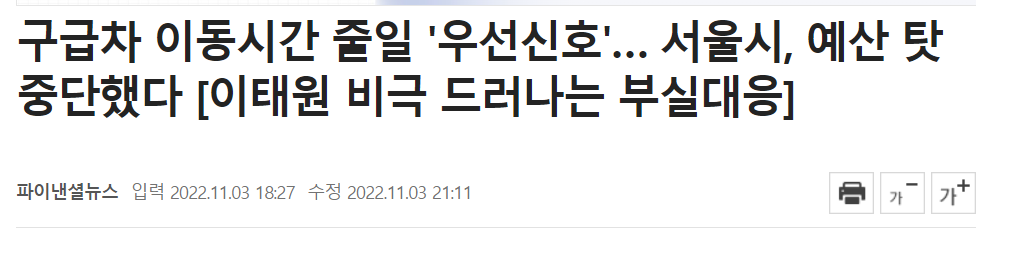 구급차 이동시간 줄일 '우선신호'… 서울시, 예산 탓
중단했다 [이태원 비극 드러나는 부실대응]
파이낸셜뉴스 입력 2022.11.03 18:27 수정 2022.11.03 21:11
가- 가+